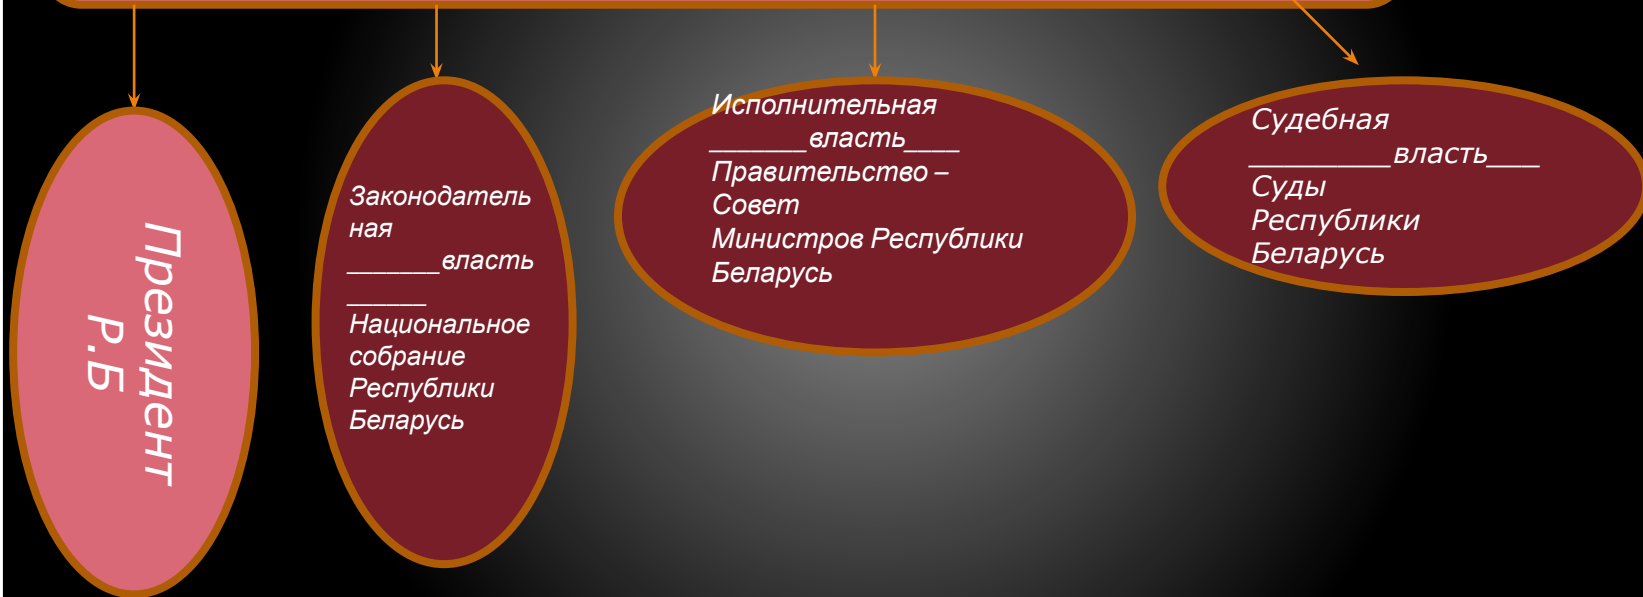 Президент
Р.Б
Законодатель
ная
_______власть
______
Национальное
собрание
Республики
Беларусь
Исполнительная
_______власть____
Правительство –
Совет
Министров Республики
Беларусь
Судебная
________власть___
Суды
Республики
Беларусь